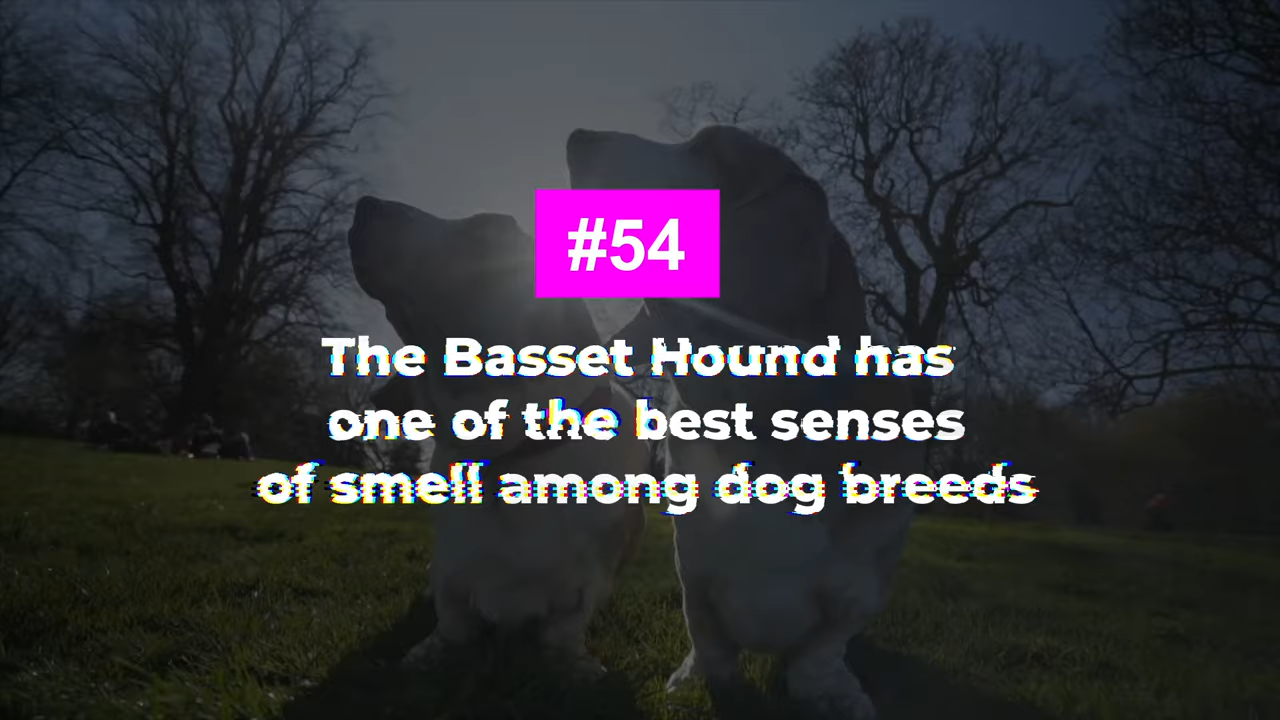 #54
The Basset Hound has
one of the best senses
of smell among dog breeds